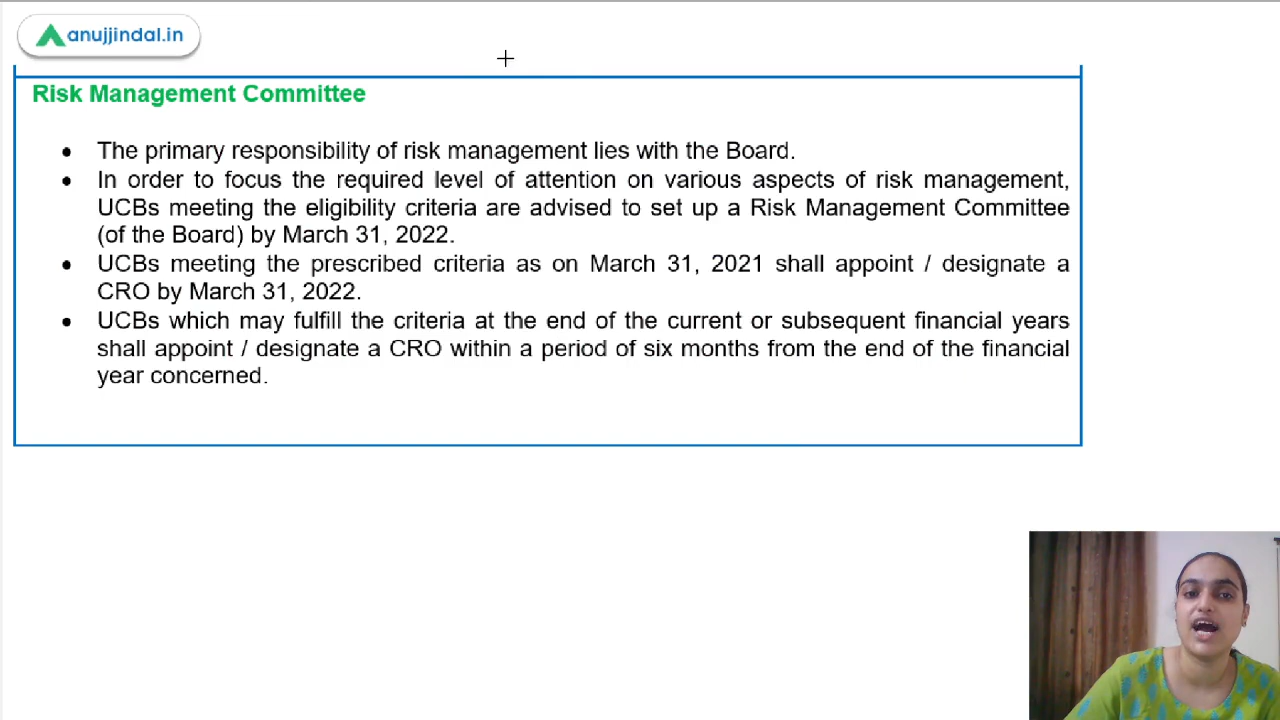 anujjindal.in
Risk Management Committee
• The primary responsibility of risk management lies with the Board.
• In order to focus the required level of attention on various aspects of risk management,
UCBs meeting the eligibility criteria are advised to set up a Risk Management Committee
(of the Board) by March 31, 2022.
• UCBs meeting the prescribed criteria as on March 31, 2021 shall appoint / designate a
CRO by March 31, 2022.
• UCBs which may fulfill the criteria at the end of the current or subsequent financial years
shall appoint / designate a CRO within a period of six months from the end of the financial
year concerned.